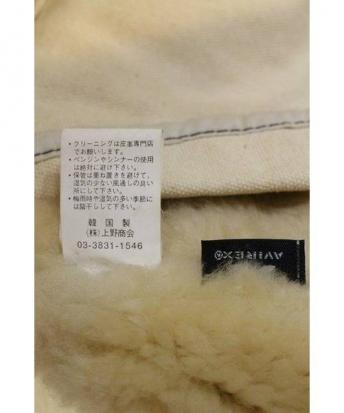 ・クリーニングは皮革専門店
でお願いします。
・ベンジンやシンナーの使用
は絶対に避け下さい。
・保管は重ね置きを避けて、
湿気の少ない風通しの良い
所にして下さい。
・梅雨時や湿気の多い季節に
は陰干しして下さい。
韓国製
(株)上野商会
03-3831-1546
AVIREX